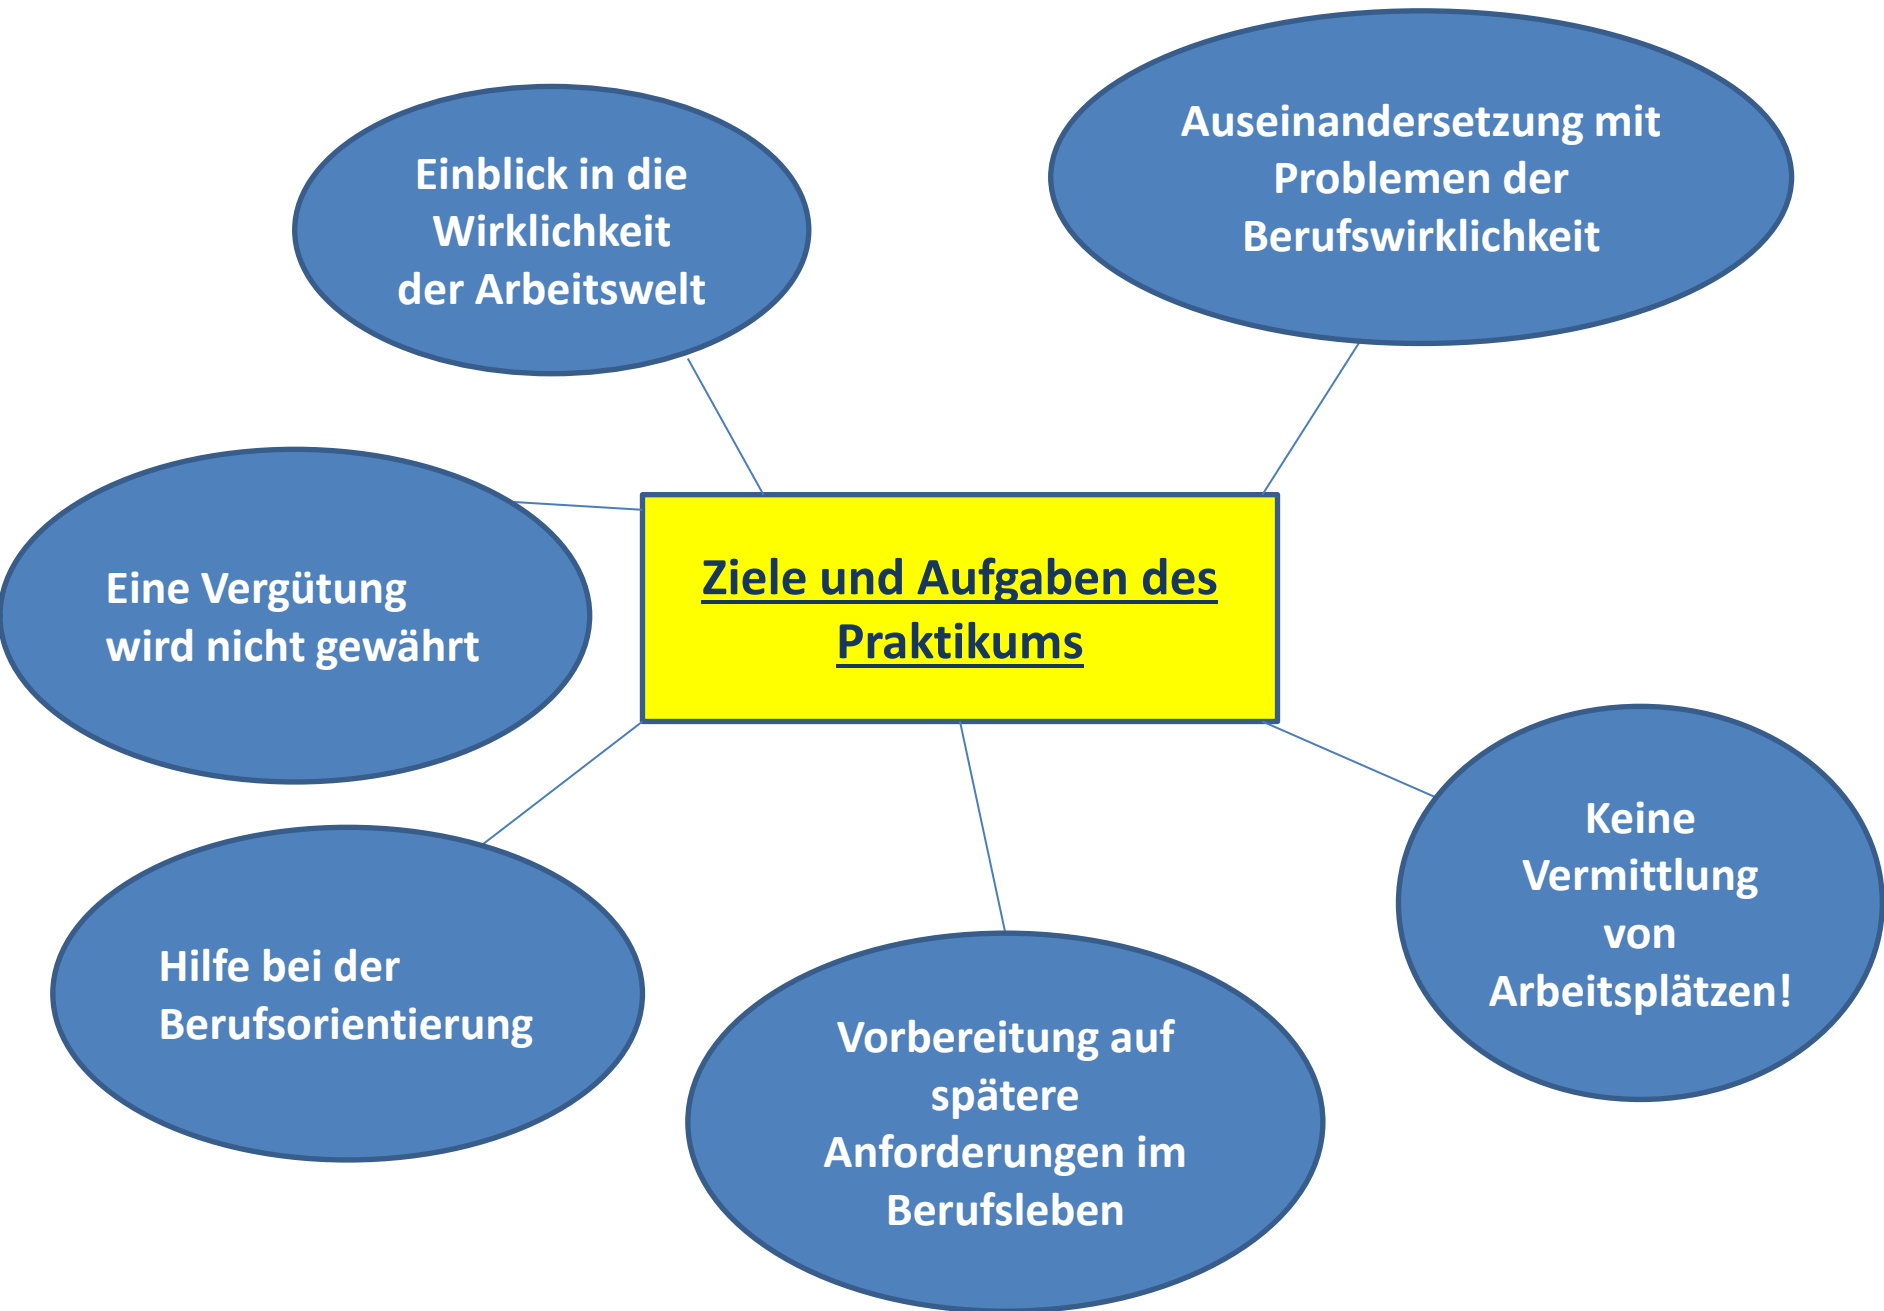 Einblick in die
Wirklichkeit
der Arbeitswelt
Auseinandersetzung mit
Problemen der
Berufswirklichkeit
Eine Vergütung
wird nicht gewährt
Ziele und Aufgaben des
Praktikums
Keine
Vermittlung
von
Arbeitsplätzen!
Hilfe bei der
Berufsorientierung
Vorbereitung auf
spätere
Anforderungen im
Berufsleben